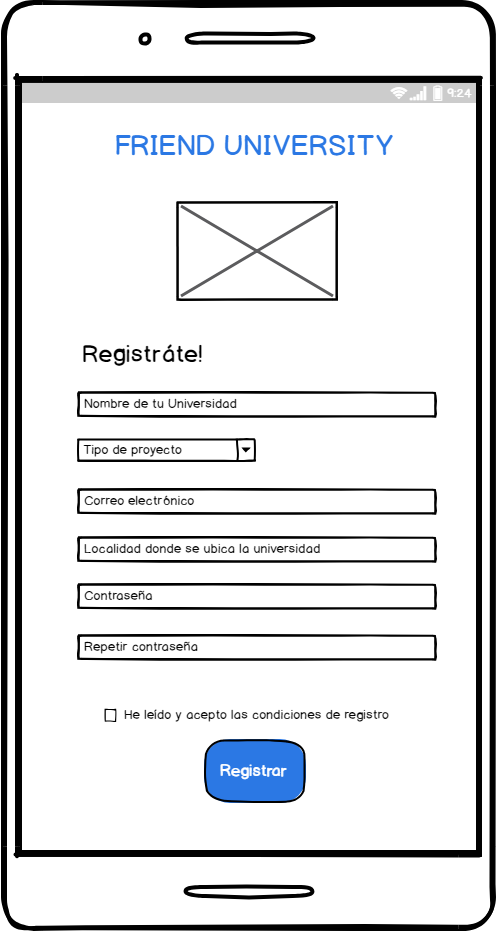 9:24
FRIEND UNIVERSITY
Registráte!
Nombre de tu Universidad
Tipo de proyecto
Correo electrónico
Localidad donde se ubica la universidad
Contraseña
Repetir contraseña
He leído y acepto las condiciones de registro
Registrar